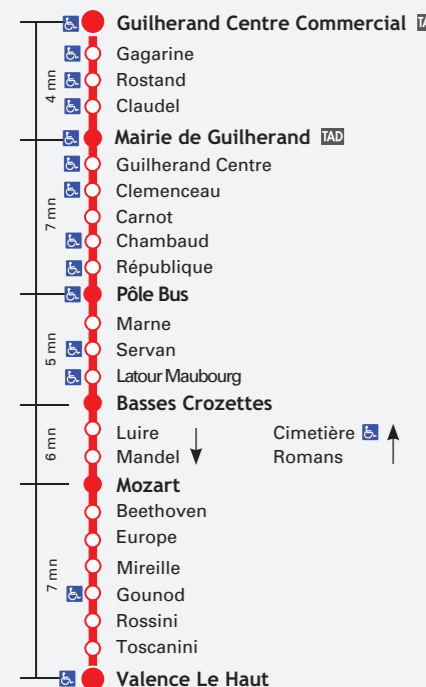 Guilherand Centre Commercial
Gagarine
4 mn
Rostand
Claudel
Mairie de Guilherand TAD
Guilherand Centre
Clemenceau
7 mn
Carnot
Chambaud
République
Pôle Bus
Marne
5 mn
Servan
Latour Maubourg
Basses Crozettes
Luire Cimetière
6 mn
Mandel Romans
Mozart
Beethoven
Europe
Mireille
7 mn
Gounod
Rossini
Toscanini
Valence Le Haut